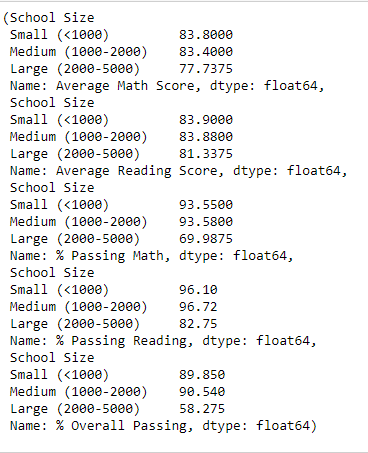 (School Size
Small (<1000)        83.8000
Medium (1000-2000)   83.4000
Large (2000-5000)    77.7375
Name: Average Math Score, dtype: float64,
School Size
Small (<1000)        83.9000
Medium (1000-2000)   83.8800
Large (2000-5000)    81.3375
Name: Average Reading Score, dtype: float64,
School Size
Small (<1000)        93.5500
Medium (1000-2000)   93.5800
Large (2000-5000)    69.9875
Name: % Passing Math, dtype: float64,
School Size
Small (<1000)        96.10
Medium (1000-2000)   96.72
Large (2000-5000)    82.75
Name: % Passing Reading, dtype: float64,
School Size
Small (<1000)        89.850
Medium (1000-2000)   90.540
Large (2000-5000)    58.275
Name: % Overall Passing, dtype: float64)